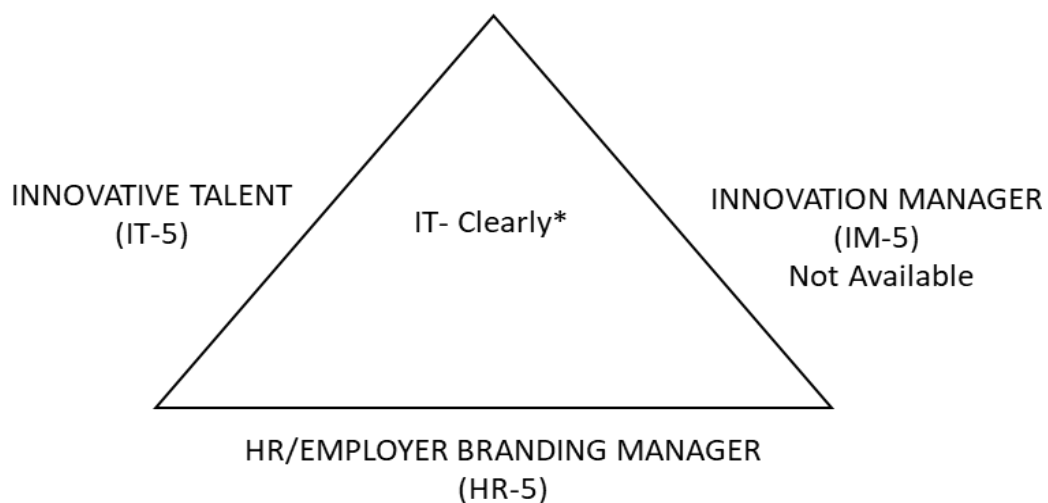 INNOVATIVE TALENT
(IT-5)
IT- Clearly*
INNOVATION MANAGER
(IM-5)
Not Available
HR/EMPLOYER BRANDING MANAGER
(HR-5)